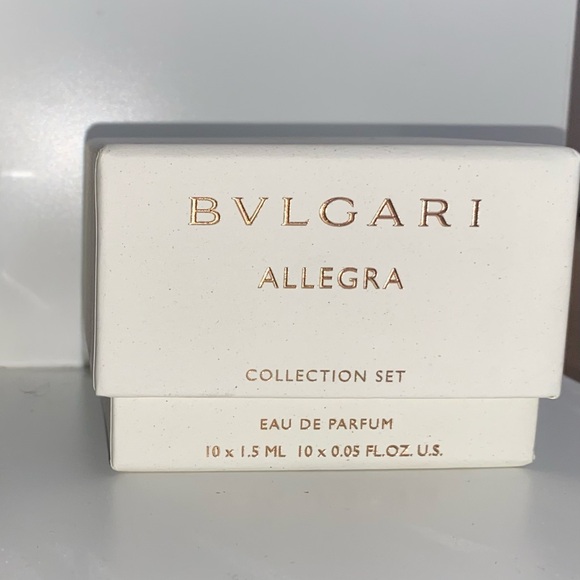 BVLGARI
ALLEGRA
COLLECTION SET
EAU DE PARFUM
10 x 1.5 ML 10 x 0.05 FL.OZ. U.S.